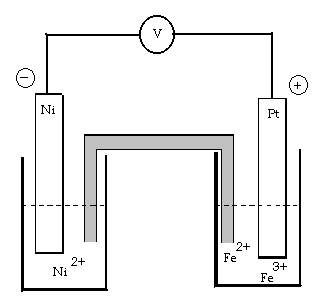 V
−
+
Ni
Pt
Ni 2+
Fe 2+
Fe 3+